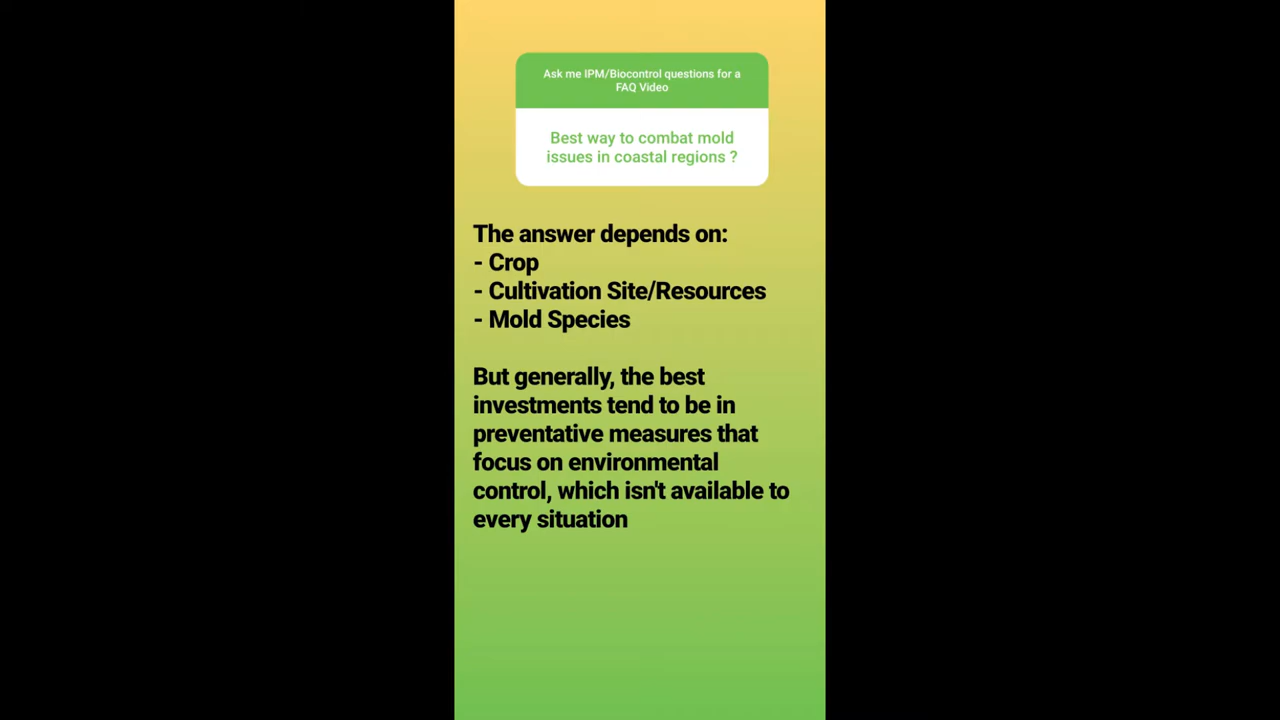 Ask me IPM/Biocontrol questions for a
FAQ Video
Best way to combat mold
issues in coastal regions ?
The answer depends on:
- Crop
- Cultivation Site/Resources
- Mold Species
But generally, the best
investments tend to be in
preventative measures that
focus on environmental
control, which isn't available to
every situation